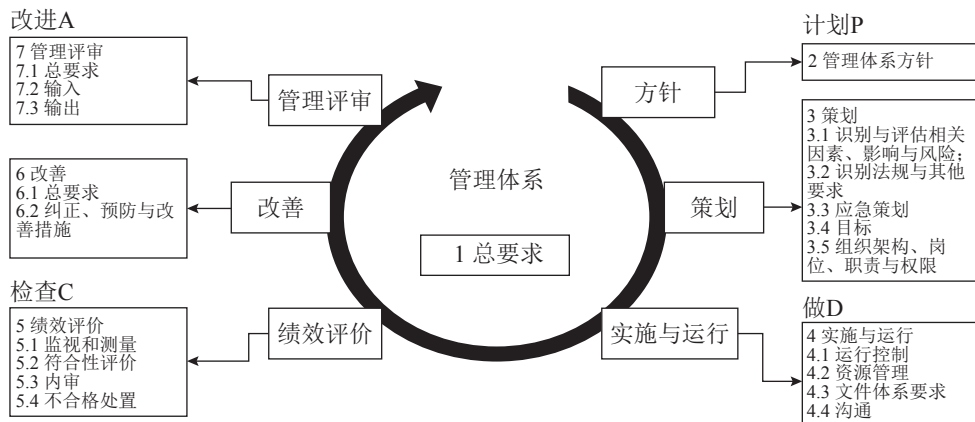 改进A
7 管理评审
7.1 总要求
7.2 输入
7.3 输出
管理评审
6 改善
6.1 总要求
6.2 纠正、预防与改
善措施
改善
检查C
5 绩效评价
5.1 监视和测量
5.2 符合性评价
5.3 内审
5.4 不合格处置
绩效评价
管理体系
1 总要求
计划P
方针
2 管理体系方针
策划
3 策划
3.1 识别与评估相关
因素、影响与风险；
3.2 识别法规与其他
要求
3.3 应急策划
3.4 目标
3.5 组织架构、岗
位、职责与权限
做D
实施与运行
4 实施与运行
4.1 运行控制
4.2 资源管理
4.3 文件体系要求
4.4 沟通